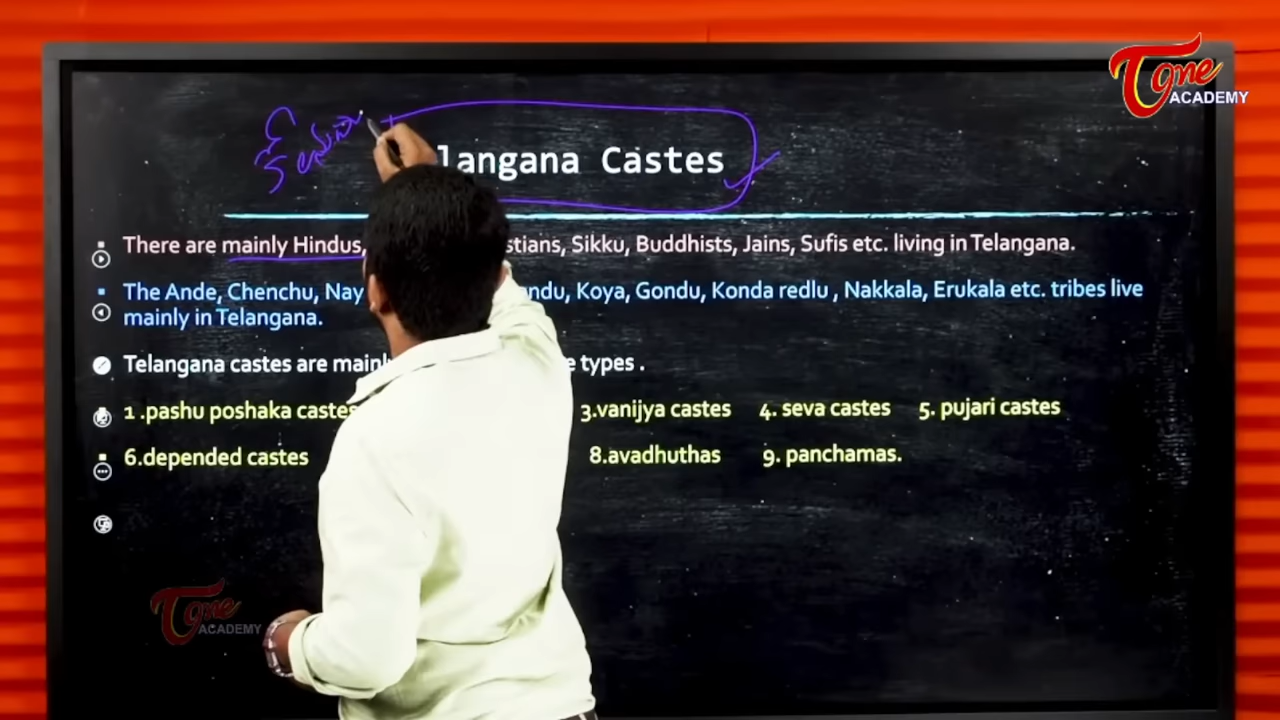 Tone
ACADEMY
langana Castes
There are mainly Hindus, stians, Sikku, Buddhists, Jains, Sufis etc. living in Telangana.
The Ande, Chenchu, Nay ndu, Koya, Gondu, Konda redlu , Nakkala, Erukala etc. tribes live
mainly in Telangana.
Telangana castes are main e types .
1 .pashu poshaka castes 3.vanijya castes 4. seva castes 5. pujari castes
6.depended castes 8.avadhuthas 9. panchamas.
Tone
ACADEMY